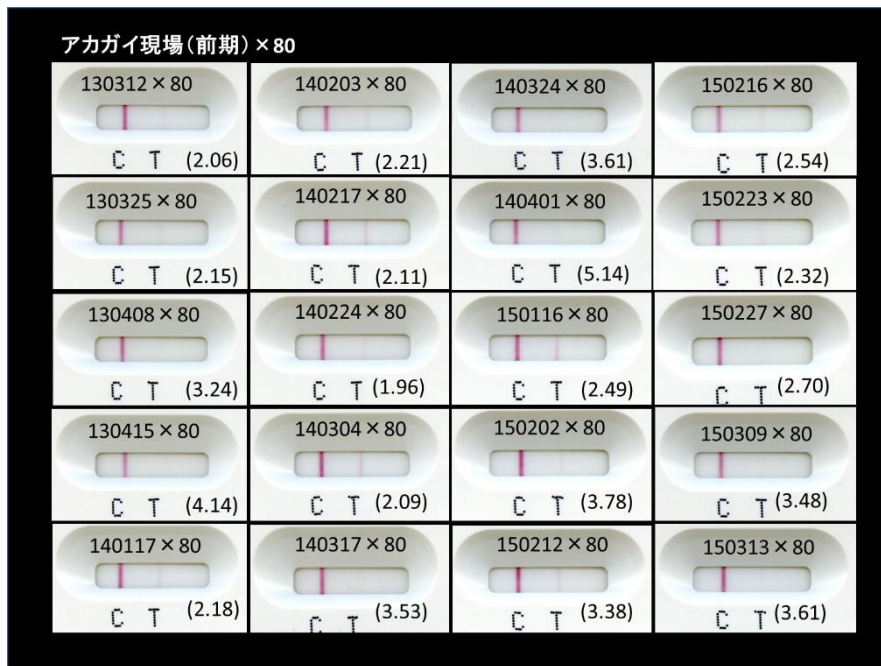 アカガイ現場(前期)×80
130312×80
C T (2.06)
140203×80
C T (2.21)
140324×80
C T (3.61)
150216×80
C T (2.54)
130325×80
C T (2.15)
140217×80
C T (2.11)
140401×80
C T (5.14)
150223×80
C T (2.32)
130408×80
C T (3.24)
140224×80
C T (1.96)
150116×80
C T (2.49)
150227×80
C T (2.70)
130415×80
C T (4.14)
140304×80
C T (2.09)
150202×80
C T (3.78)
150309×80
C T (3.48)
140117×80
C T (2.18)
140317×80
C T (3.53)
150212×80
C T (3.38)
150313×80
C T (3.61)